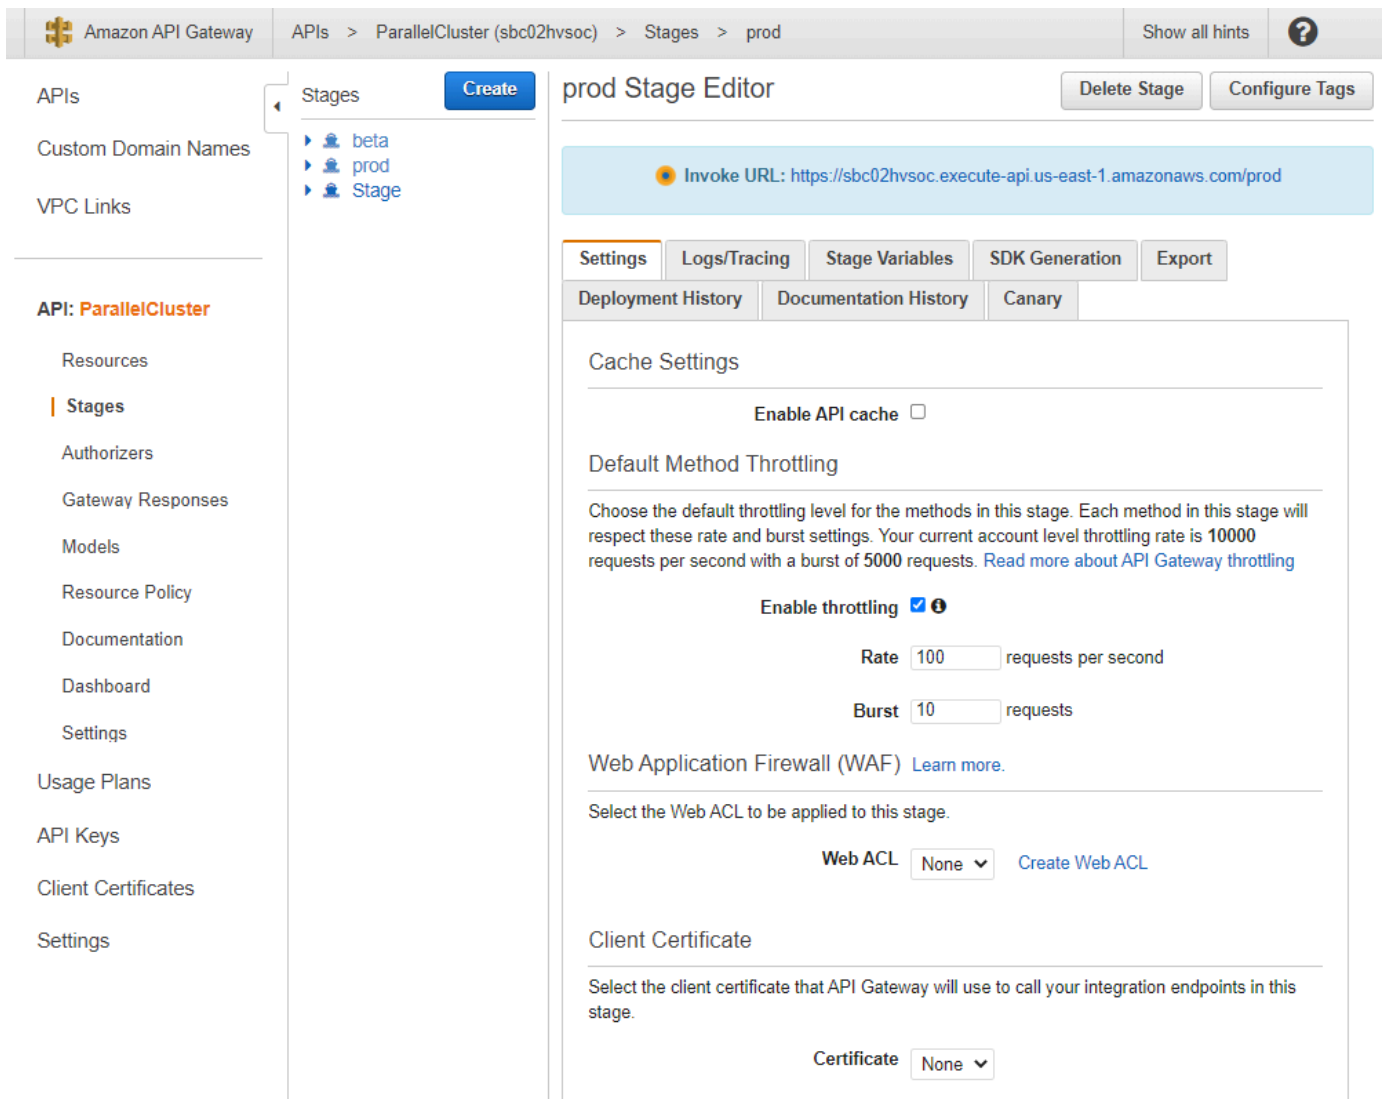 Amazon API Gateway
APIs > ParallelCluster (sbc02hvsoc) > Stages > prod
Show all hints
?
APIs
Custom Domain Names
VPC Links
API: ParallelCluster
Resources
Stages
Authorizers
Gateway Responses
Models
Resource Policy
Documentation
Dashboard
Settings
Usage Plans
API Keys
Client Certificates
Settings
Stages
Create
beta
prod
Stage
prod Stage Editor
Delete Stage
Configure Tags
Invoke URL: https://sbc02hvsoc.execute-api.us-east-1.amazonaws.com/prod
Settings
Logs/Tracing
Stage Variables
SDK Generation
Export
Deployment History
Documentation History
Canary
Cache Settings
Enable API cache
Default Method Throttling
Choose the default throttling level for the methods in this stage. Each method in this stage will
respect these rate and burst settings. Your current account level throttling rate is 10000
requests per second with a burst of 5000 requests. Read more about API Gateway throttling
Enable throttling
Rate 100 requests per second
Burst 10 requests
Web Application Firewall (WAF) Learn more.
Select the Web ACL to be applied to this stage.
Web ACL None Create Web ACL
Client Certificate
Select the client certificate that API Gateway will use to call your integration endpoints in this
stage.
Certificate None